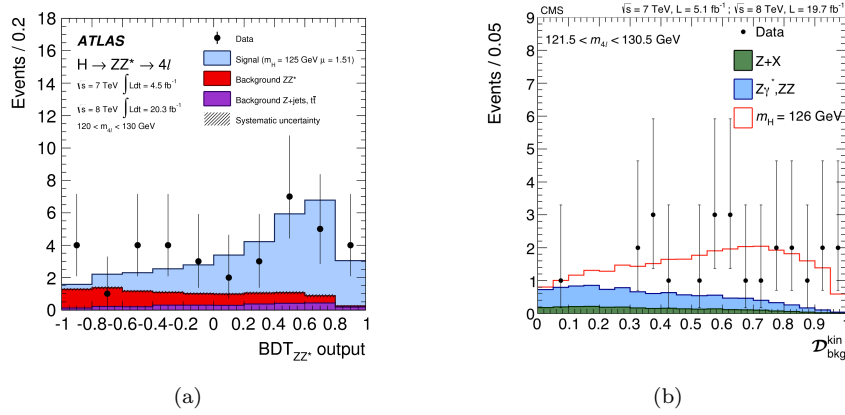 ATLAS
H → ZZ* → 4l
√s = 7 TeV ∫Ldt = 4.5 fb⁻¹
√s = 8 TeV ∫Ldt = 20.3 fb⁻¹
120 < m4l < 130 GeV
Data
Signal (mH = 125 GeV μ = 1.51)
Background ZZ*
Background Z+jets, tt̄
Systematic uncertainty
Events / 0.2
18
16
14
12
10
8
6
4
2
0
-1 -0.8 -0.6 -0.4 -0.2 0 0.2 0.4 0.6 0.8 1
BDTZZ* output
(a)
CMS √s = 7 TeV, L = 5.1 fb⁻¹ ; √s = 8 TeV, L = 19.7 fb⁻¹
121.5 < m4l < 130.5 GeV
Data
Z+X
Zγ*,ZZ
mH = 126 GeV
Events / 0.05
9
8
7
6
5
4
3
2
1
0
0 0.1 0.2 0.3 0.4 0.5 0.6 0.7 0.8 0.9 1
𝒟kin bkg
(b)